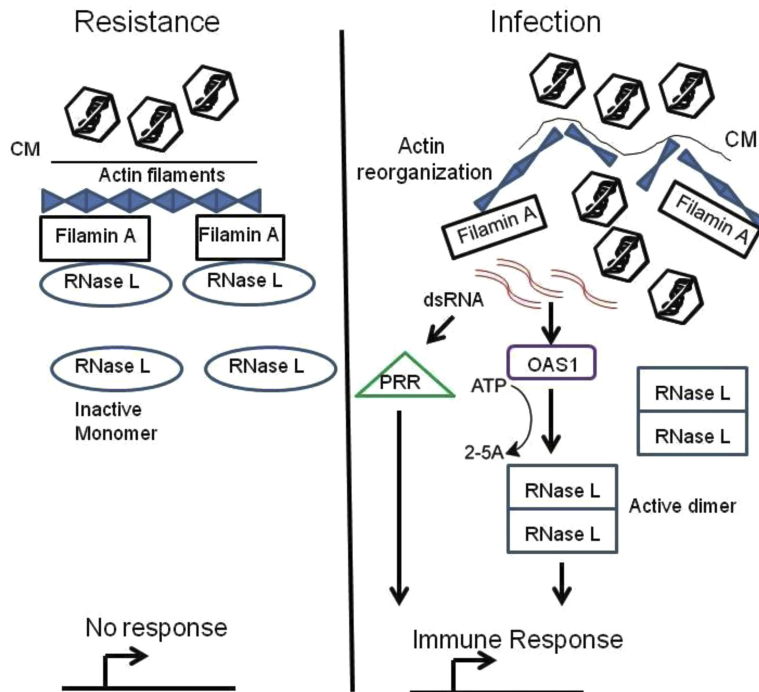 Resistance
CM
Actin filaments
Filamin A
Filamin A
RNase L
RNase L
RNase L
RNase L
Inactive
Monomer
No response
Infection
CM
Actin
reorganization
Filamin A
Filamin A
dsRNA
PRR
OAS1
ATP
2-5A
RNase L
RNase L
RNase L
RNase L
Active dimer
Immune Response